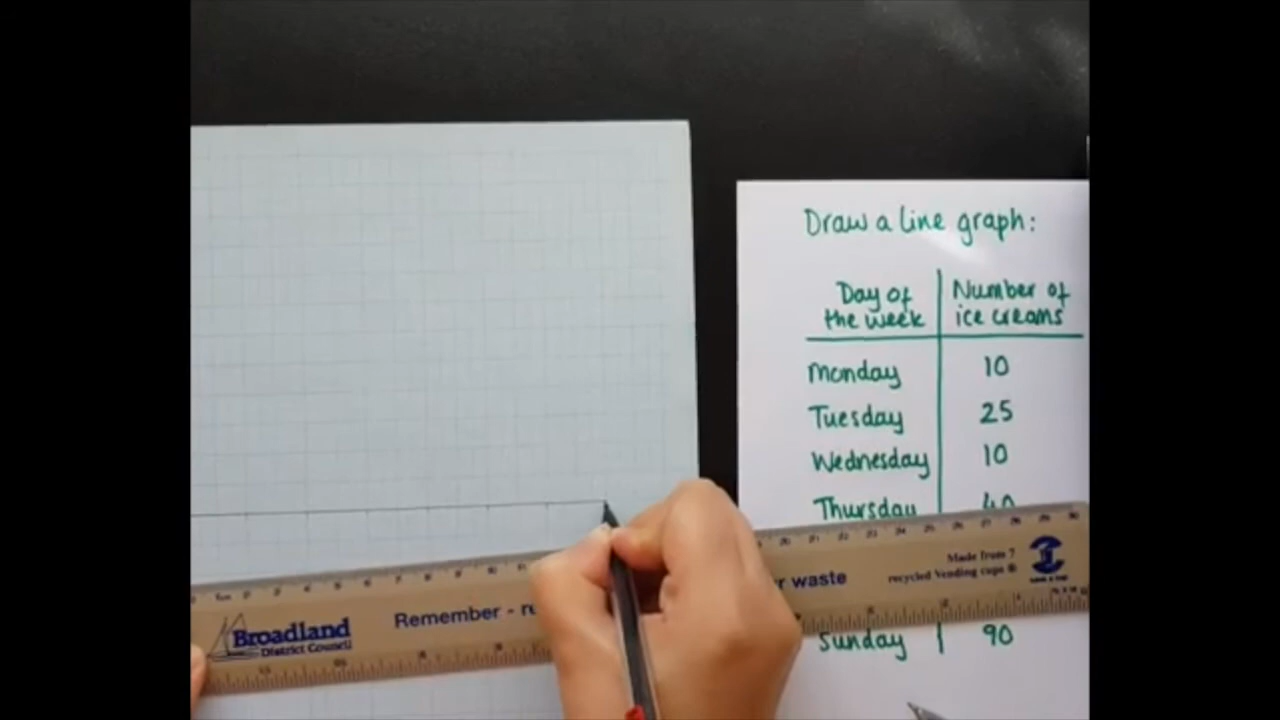 Draw a line graph:
Day of the week Number of ice creams
Monday 10
Tuesday 25
Wednesday 10
Thursday 40
Made from 7
recycled Vending cups ®
waste
Remember -
Broadland
District Council
Sunday 90